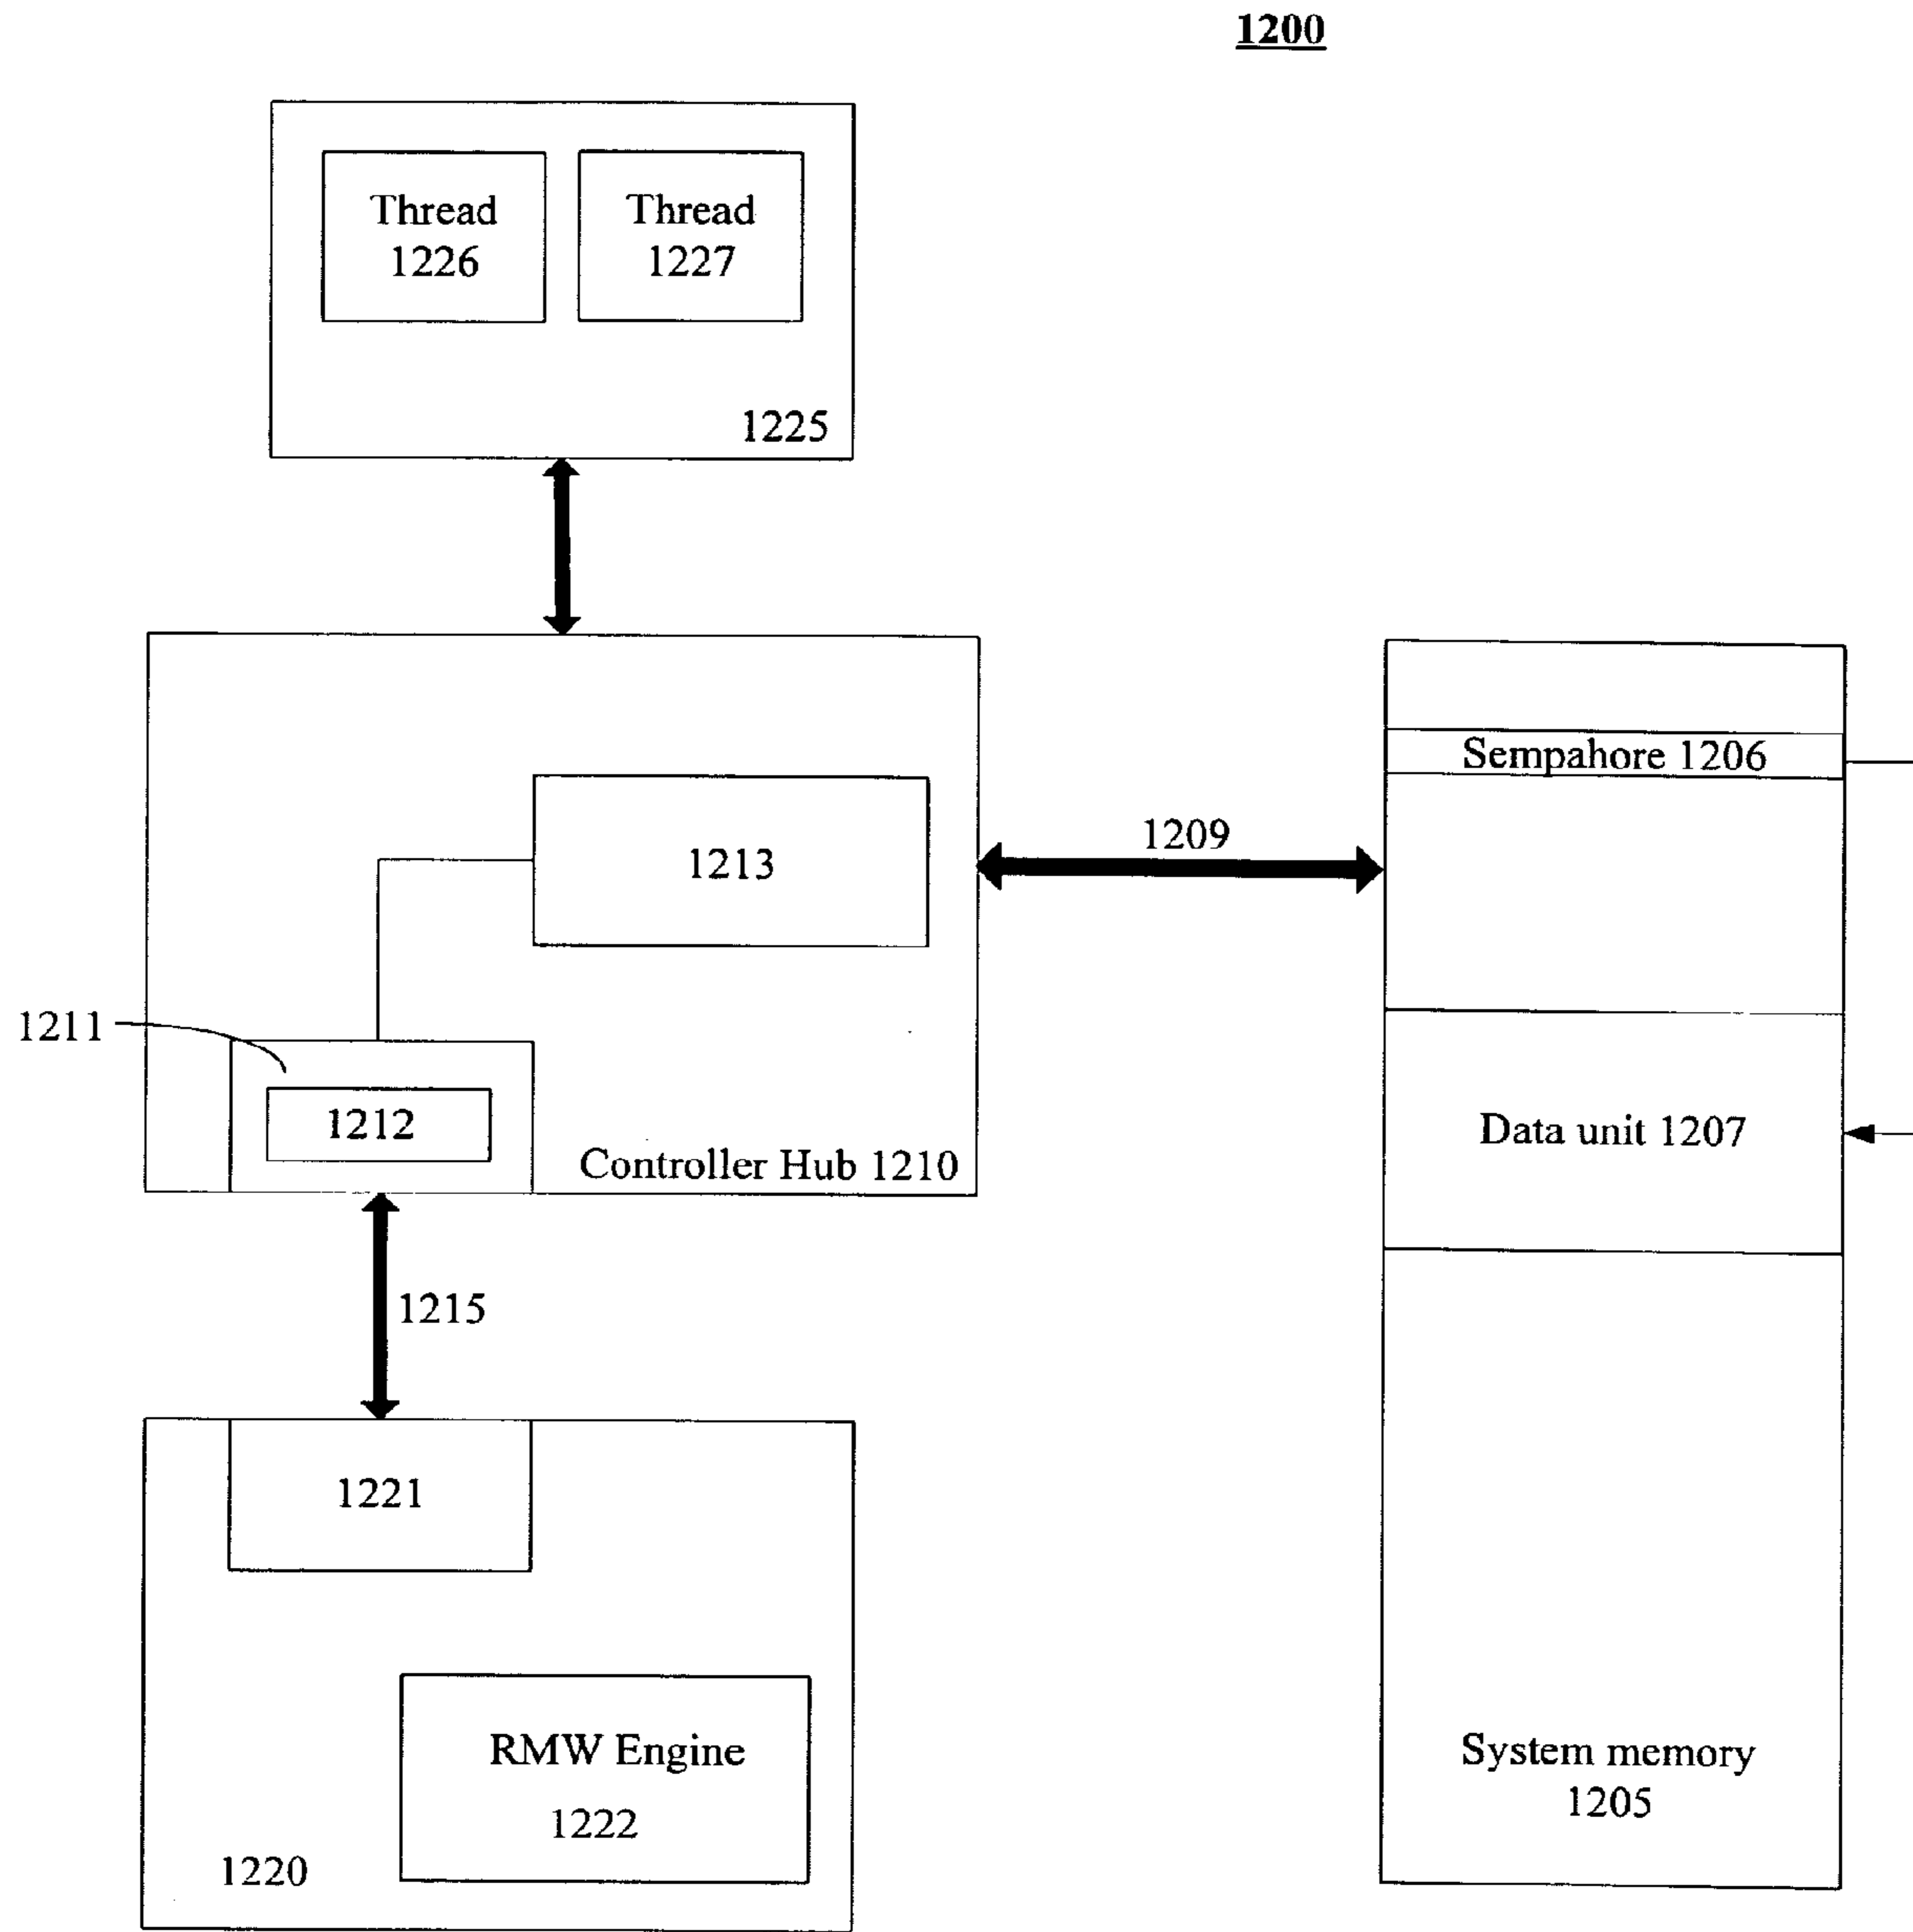 1200
Thread
1226
Thread
1227
1225
Sempahore 1206
1209
1213
1211
1212
Data unit 1207
Controller Hub 1210
1215
1221
RMW Engine
1222
System memory
1205
1220